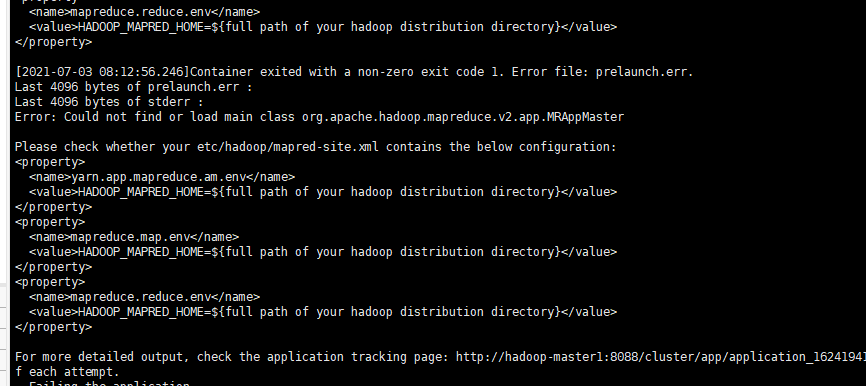 <name>mapreduce.reduce.env</name>
<value>HADOOP_MAPRED_HOME=${full path of your hadoop distribution directory}</value>
</property>
[2021-07-03 08:12:56.246]Container exited with a non-zero exit code 1. Error file: prelaunch.err.
Last 4096 bytes of prelaunch.err :
Last 4096 bytes of stderr :
Error: Could not find or load main class org.apache.hadoop.mapreduce.v2.app.MRAppMaster
Please check whether your etc/hadoop/mapred-site.xml contains the below configuration:
<property>
<name>yarn.app.mapreduce.am.env</name>
<value>HADOOP_MAPRED_HOME=${full path of your hadoop distribution directory}</value>
</property>
<property>
<name>mapreduce.map.env</name>
<value>HADOOP_MAPRED_HOME=${full path of your hadoop distribution directory}</value>
</property>
<property>
<name>mapreduce.reduce.env</name>
<value>HADOOP_MAPRED_HOME=${full path of your hadoop distribution directory}</value>
</property>
For more detailed output, check the application tracking page: http://hadoop-master1:8088/cluster/app/application_16241941
f each attempt.
. Failing the application.